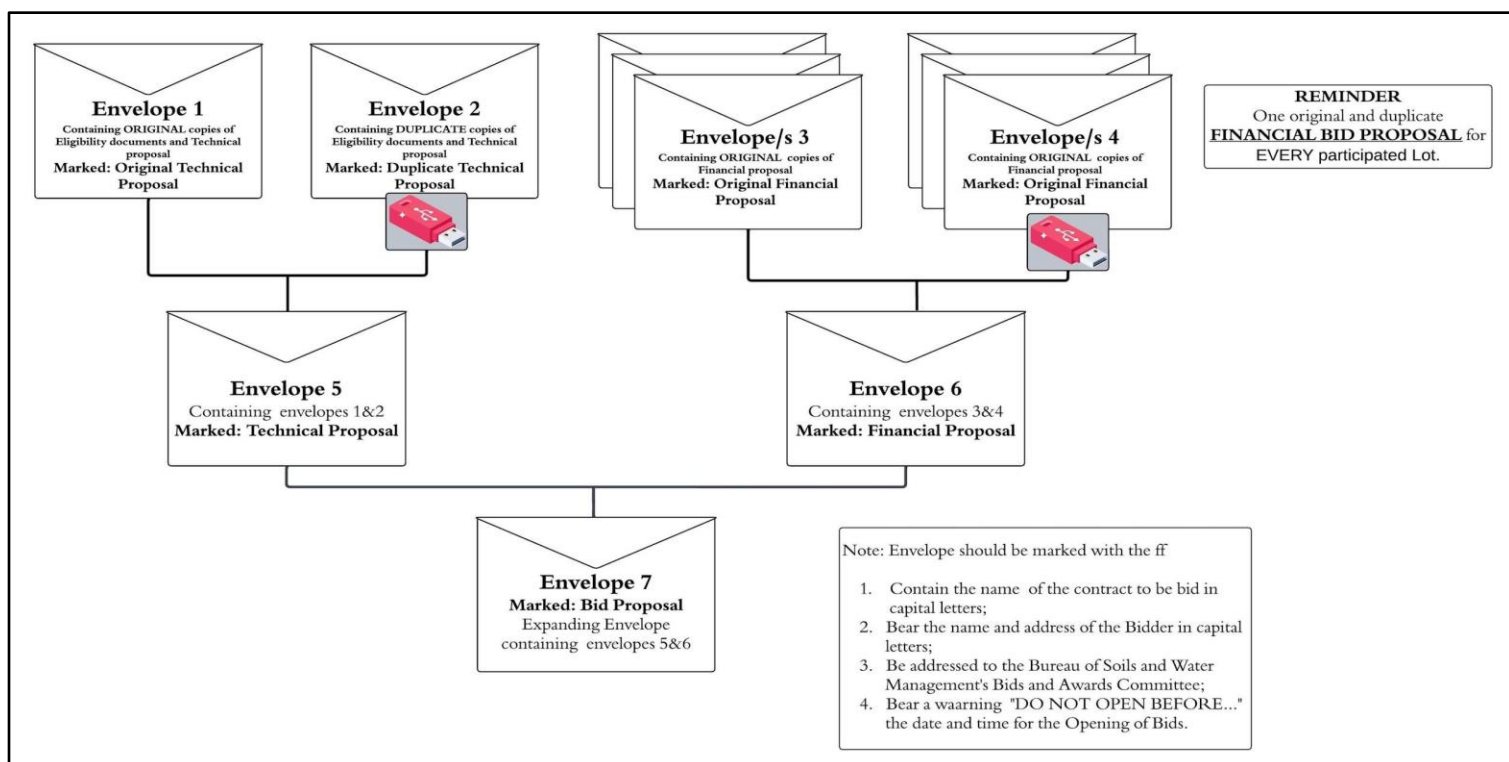 Envelope 1
Containing ORIGINAL copies of
Eligibility documents and Technical
proposal
Marked: Original Technical
Proposal
Envelope 2
Containing DUPLICATE copies of
Eligibility documents and Technical
proposal
Marked: Duplicate Technical
Proposal
Envelope/s 3
Containing ORIGINAL copies of
Financial proposal
Marked: Original Financial
Proposal
Envelope/s 4
Containing ORIGINAL copies of
Financial proposal
Marked: Original Financial
Proposal
REMINDER
One original and duplicate
FINANCIAL BID PROPOSAL for
EVERY participated Lot.
Envelope 5
Containing envelopes 1&2
Marked: Technical Proposal
Envelope 6
Containing envelopes 3&4
Marked: Financial Proposal
Envelope 7
Marked: Bid Proposal
Expanding Envelope
containing envelopes 5&6
Note: Envelope should be marked with the ff
1. Contain the name of the contract to be bid in
capital letters;
2. Bear the name and address of the Bidder in capital
letters;
3. Be addressed to the Bureau of Soils and Water
Management's Bids and Awards Committee;
4. Bear a waarning "DO NOT OPEN BEFORE..."
the date and time for the Opening of Bids.